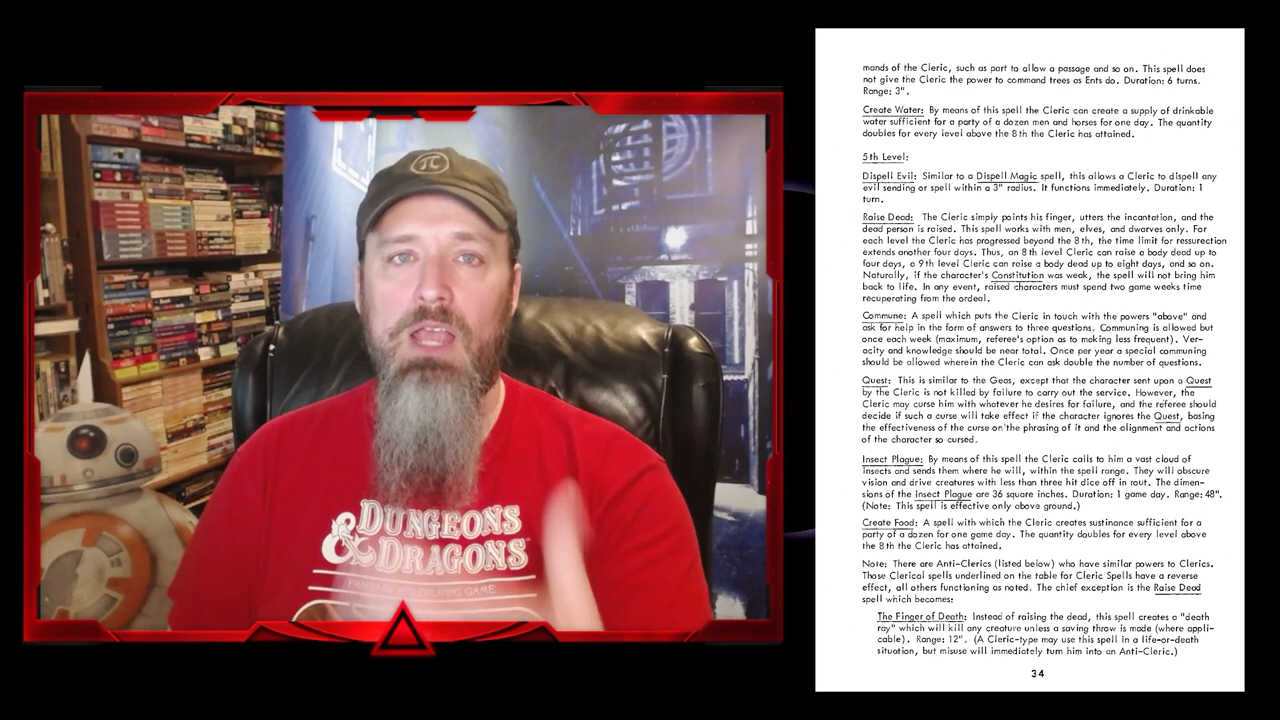 π
DUNGEONS
& DRAGONS
FANTASY ROLE-PLAYING GAME
mands of the Cleric, such as part to allow a passage and so on. This spell does
not give the Cleric the power to command trees as Ents do. Duration: 6 turns.
Range: 3".
Create Water: By means of this spell the Cleric can create a supply of drinkable
water sufficient for a party of a dozen men and horses for one day. The quantity
doubles for every level above the 8th the Cleric has attained.
5th Level:
Dispell Evil: Similar to a Dispell Magic spell, this allows a Cleric to dispell any
evil sending or spell within a 3" radius. It functions immediately. Duration: 1
turn.
Raise Dead: The Cleric simply points his finger, utters the incantation, and the
dead person is raised. This spell works with men, elves, and dwarves only. For
each level the Cleric has progressed beyond the 8th, the time limit for ressurection
extends another four days. Thus, an 8th level Cleric can raise a body dead up to
four days, a 9th level Cleric can raise a body dead up to eight days, and so on.
Naturally, if the character's Constitution was weak, the spell will not bring him
back to life. In any event, raised characters must spend two game weeks time
recuperating from the ordeal.
Commune: A spell which puts the Cleric in touch with the powers "above" and
ask for help in the form of answers to three questions. Communing is allowed but
once each week (maximum, referee's option as to making less frequent). Ver-
acity and knowledge should be near total. Once per year a special communing
should be allowed wherein the Cleric can ask double the number of questions.
Quest: This is similar to the Geas, except that the character sent upon a Quest
by the Cleric is not killed by failure to carry out the service. However, the
Cleric may curse him with whatever he desires for failure, and the referee should
decide if such a curse will take effect if the character ignores the Quest, basing
the effectiveness of the curse on the phrasing of it and the alignment and actions
of the character so cursed.
Insect Plague: By means of this spell the Cleric calls to him a vast cloud of
insects and sends them where he will, within the spell range. They will obscure
vision and drive creatures with less than three hit dice off in rout. The dimen-
sions of the Insect Plague are 36 square inches. Duration: 1 game day. Range: 48".
(Note: This spell is effective only above ground.)
Create Food: A spell with which the Cleric creates sustinance sufficient for a
party of a dozen for one game day. The quantity doubles for every level above
the 8th the Cleric has attained.
Note: There are Anti-Clerics (listed below) who have similar powers to Clerics.
Those Clerical spells underlined on the table for Cleric Spells have a reverse
effect, all others functioning as noted. The chief exception is the Raise Dead
spell which becomes:
The Finger of Death: Instead of raising the dead, this spell creates a "death
ray" which will kill any creature unless a saving throw is made (where appli-
cable). Range: 12". (A Cleric-type may use this spell in a life-or-death
situation, but misuse will immediately turn him into an Anti-Cleric.)
34